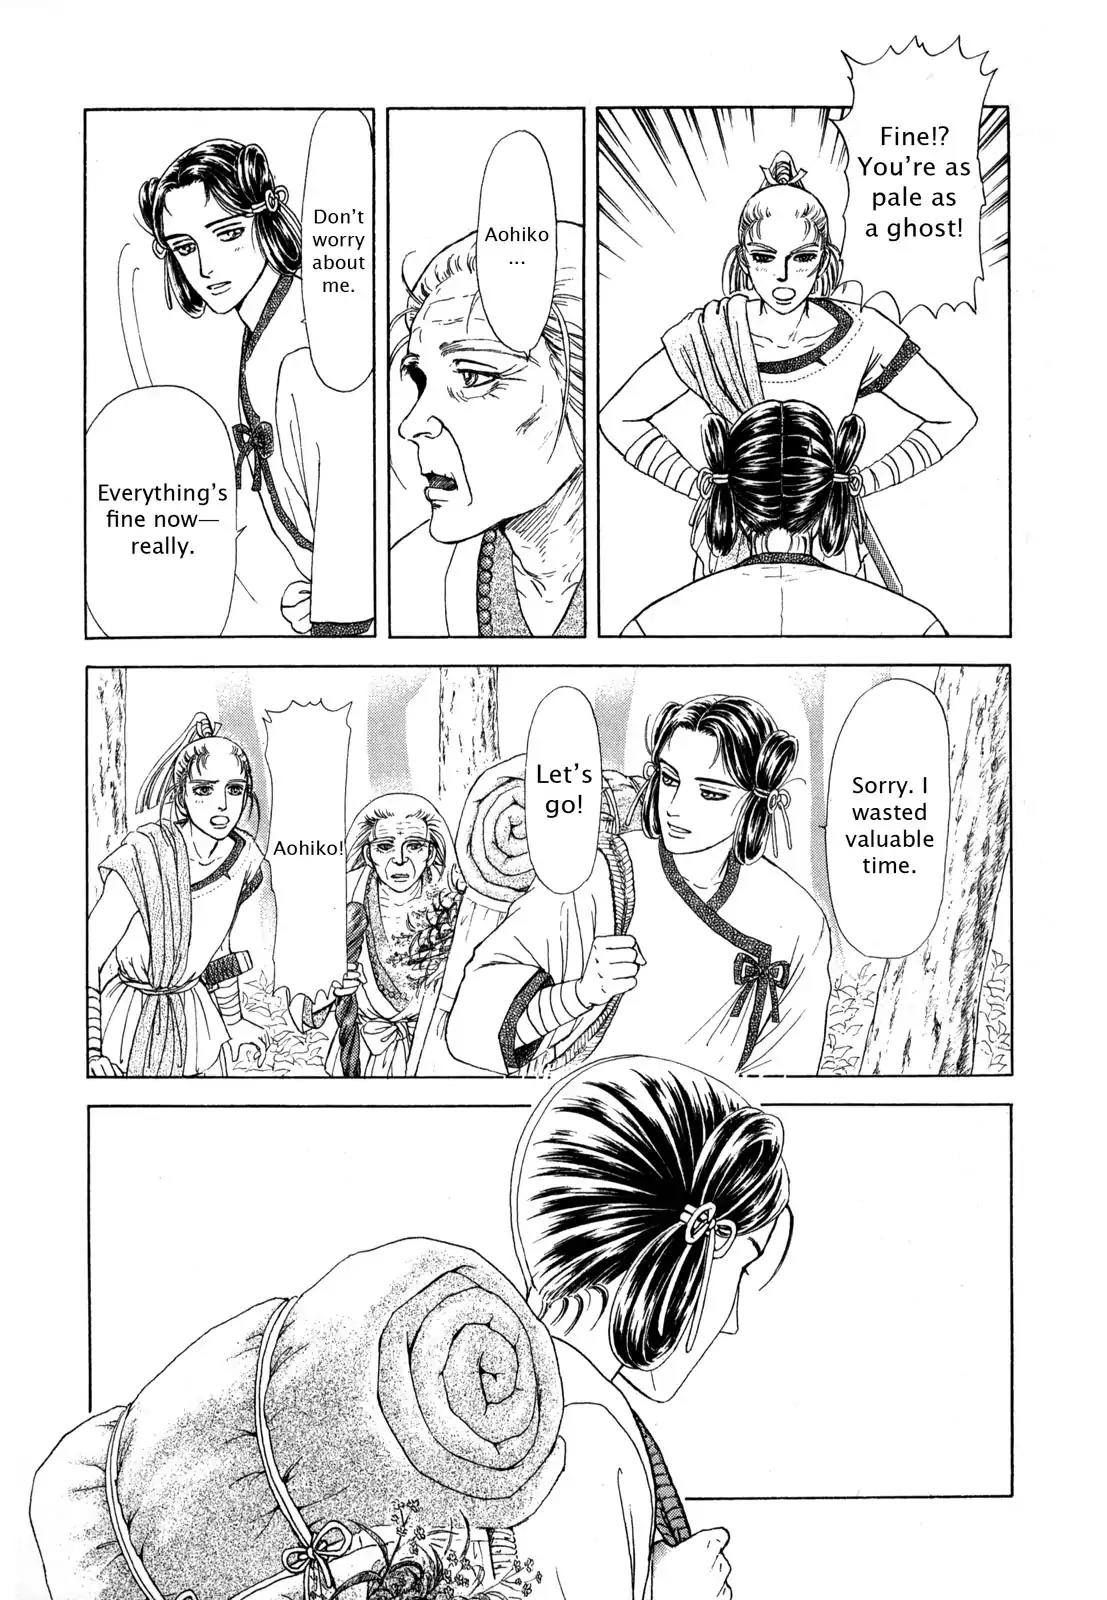 Fine!?
You're as
pale as
a ghost!
Aohiko
...
Don't
worry
about
me.
Everything's
fine now—
really.
Sorry. I
wasted
valuable
time.
Let's
go!
Aohiko!